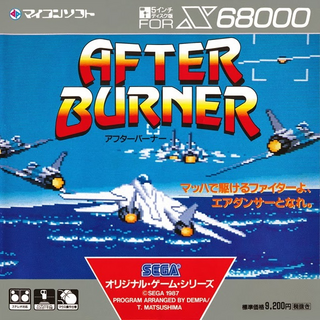 マイコンソフト
5インチ
ディスク版
FOR X68000
AFTER
BURNER
アフターバーナー
マッハで駆けるファイターよ、
エアダンサーとなれ。
SEGA
オリジナル・ゲーム・シリーズ
©SEGA 1987
PROGRAM ARRANGED BY DEMPA/
T. MATSUSHIMA
標準価格9,200円(税抜き)